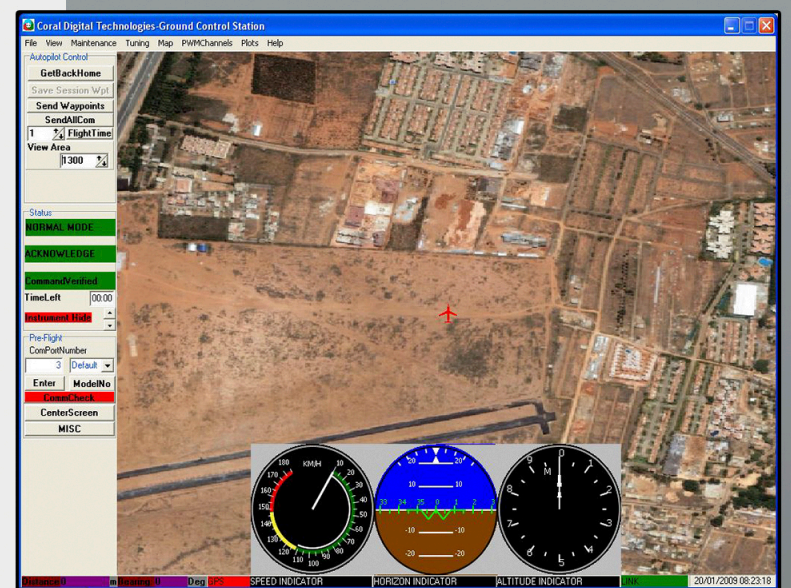 Coral Digital Technologies-Ground Control Station
File View Maintenance Tuning Map PWMChannels Plots Help
Autopilot Control
GetBackHome
Save Session Wpt
Send Waypoints
SendAllCom
1 FlightTime
View Area
1300
Status
NORMAL MODE
ACKNOWLEDGE
CommandVerified
TimeLeft 00:00
Instrument Hide
Pre-Flight
ComPortNumber
3 Default
Enter ModelNo
CommCheck
CenterScreen
MISC
KM/H
10
20
30
40
50
60
70
80
90
100
110
120
130
140
150
160
170
180
20 20
10 10
33 34 35 0 1 2 3
-10 -10
-20 -20
M
0
1
2
3
4
5
6
7
8
9
Distance 0 m Bearing 0 Deg GPS SPEED INDICATOR HORIZON INDICATOR ALTITUDE INDICATOR LINK 20/01/2009 08:23:18